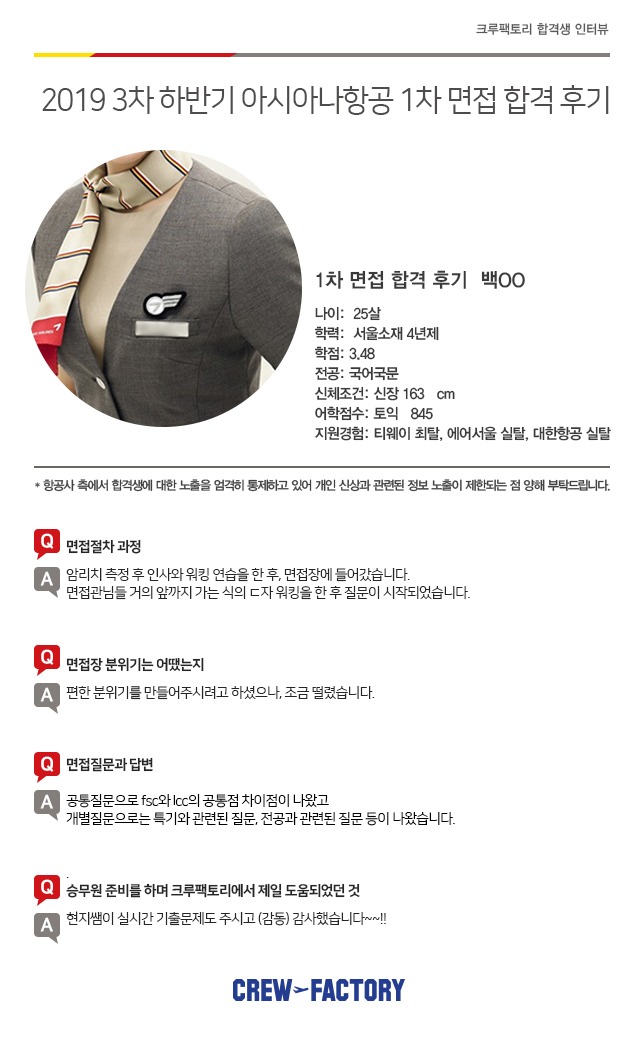 크루팩토리 합격생 인터뷰
2019 3차 하반기 아시아나항공 1차 면접 합격 후기
1차 면접 합격 후기 백OO
나이: 25살
학력: 서울소재 4년제
학점: 3.48
전공: 국어국문
신체조건: 신장 163 cm
어학점수: 토익 845
지원경험: 티웨이 최탈, 에어서울 실탈, 대한항공 실탈
* 항공사 측에서 합격생에 대한 노출을 엄격히 통제하고 있어 개인 신상과 관련된 정보 노출이 제한되는 점 양해 부탁드립니다.
Q 면접절차 과정
A 암리치 측정 후 인사와 워킹 연습을 한 후, 면접장에 들어갔습니다.
면접관님들 거의 앞까지 가는 식의 ㄷ자 워킹을 한 후 질문이 시작되었습니다.
Q 면접장 분위기는 어땠는지
A 편한 분위기를 만들어주시려고 하셨으나, 조금 떨렸습니다.
Q 면접질문과 답변
A 공통질문으로 fsc와 lcc의 공통점 차이점이 나왔고
개별질문으로는 특기와 관련된 질문, 전공과 관련된 질문 등이 나왔습니다.
.
Q 승무원 준비를 하며 크루팩토리에서 제일 도움되었던 것
A 현지쌤이 실시간 기출문제도 주시고 (감동) 감사했습니다~~!!
CREW FACTORY